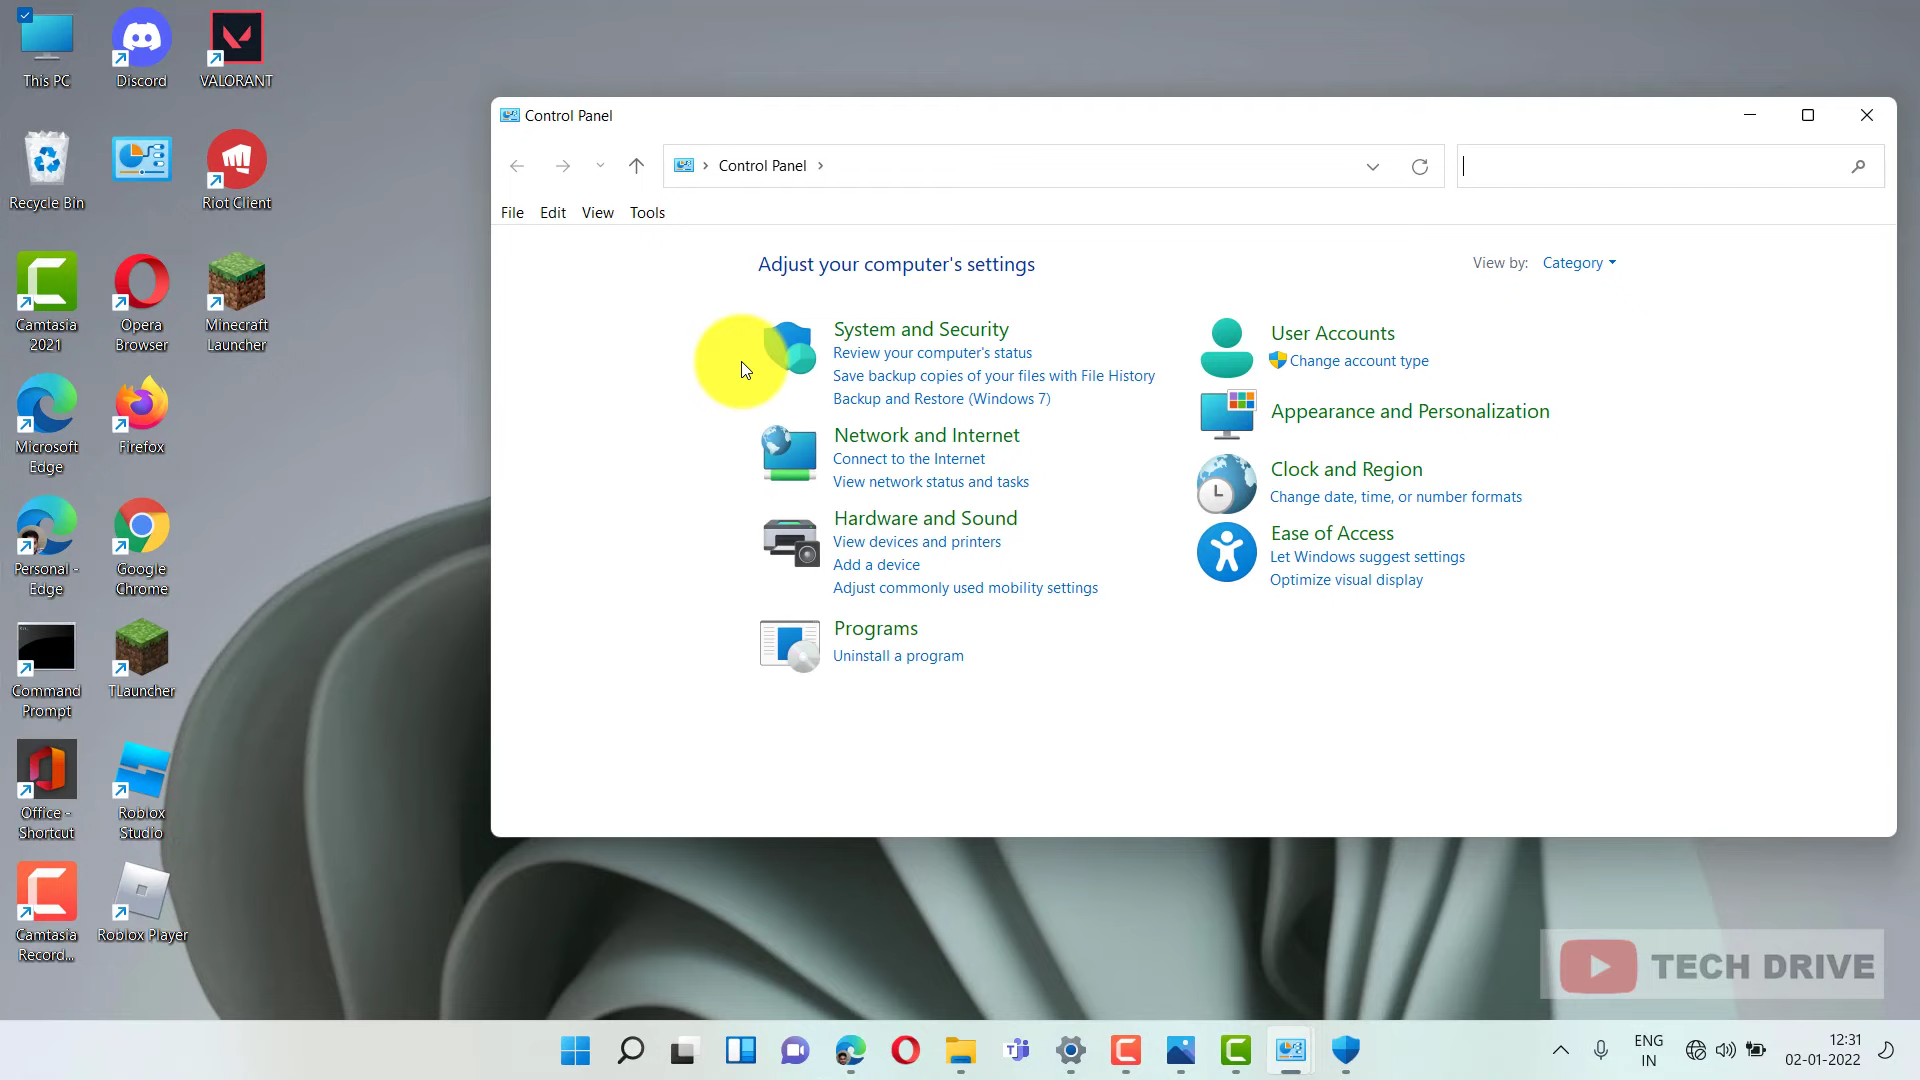 This PC
Discord
VALORANT
Recycle Bin
Riot Client
Camtasia
2021
Opera
Browser
Minecraft
Launcher
Microsoft
Edge
Firefox
Personal -
Edge
Google
Chrome
Command
Prompt
TLauncher
Office -
Shortcut
Roblox
Studio
Camtasia
Record...
Roblox Player
Control Panel
Control Panel
File Edit View Tools
Adjust your computer's settings
View by: Category
System and Security
Review your computer's status
Save backup copies of your files with File History
Backup and Restore (Windows 7)
Network and Internet
Connect to the Internet
View network status and tasks
Hardware and Sound
View devices and printers
Add a device
Adjust commonly used mobility settings
Programs
Uninstall a program
User Accounts
Change account type
Appearance and Personalization
Clock and Region
Change date, time, or number formats
Ease of Access
Let Windows suggest settings
Optimize visual display
TECH DRIVE
ENG
IN
12:31
02-01-2022